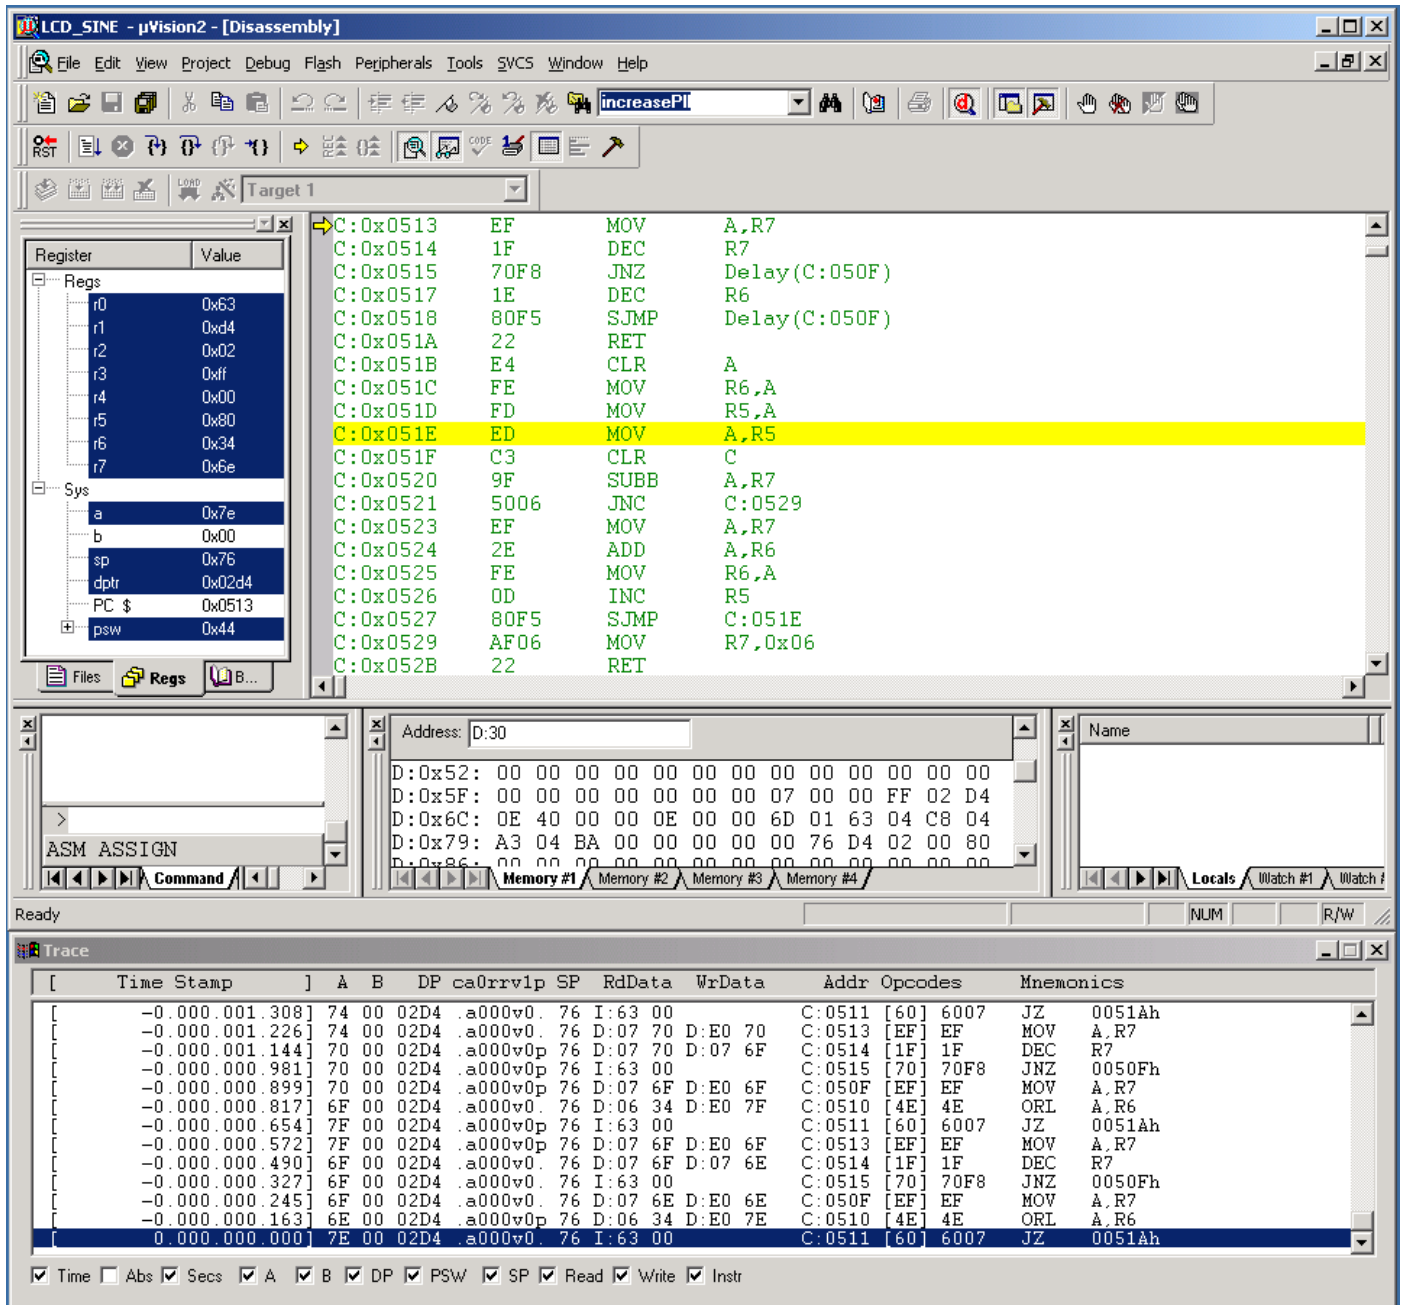 LCD_SINE - µVision2 - [Disassembly]
File Edit View Project Debug Flash Peripherals Tools SVCS Window Help
increasePll
RST CODE
LOAD Target 1
Register Value
Regs
r0 0x63
r1 0xd4
r2 0x02
r3 0xff
r4 0x00
r5 0x80
r6 0x34
r7 0x6e
Sys
a 0x7e
b 0x00
sp 0x76
dptr 0x02d4
PC $ 0x0513
psw 0x44
Files Regs B...
C:0x0513 EF MOV A,R7
C:0x0514 1F DEC R7
C:0x0515 70F8 JNZ Delay(C:050F)
C:0x0517 1E DEC R6
C:0x0518 80F5 SJMP Delay(C:050F)
C:0x051A 22 RET
C:0x051B E4 CLR A
C:0x051C FE MOV R6,A
C:0x051D FD MOV R5,A
C:0x051E ED MOV A,R5
C:0x051F C3 CLR C
C:0x0520 9F SUBB A,R7
C:0x0521 5006 JNC C:0529
C:0x0523 EF MOV A,R7
C:0x0524 2E ADD A,R6
C:0x0525 FE MOV R6,A
C:0x0526 0D INC R5
C:0x0527 80F5 SJMP C:051E
C:0x0529 AF06 MOV R7,0x06
C:0x052B 22 RET
>
ASM ASSIGN
Command
Address: D:30
D:0x52: 00 00 00 00 00 00 00 00 00 00 00 00 00
D:0x5F: 00 00 00 00 00 00 00 07 00 00 FF 02 D4
D:0x6C: 0E 40 00 00 0E 00 00 6D 01 63 04 C8 04
D:0x79: A3 04 BA 00 00 00 00 00 76 D4 02 00 80
D:0x86: 00 00 00 00 00 00 00 00 00 00 00 00 00
Memory #1 Memory #2 Memory #3 Memory #4
Name
Locals Watch #1 Watch
Ready NUM R/W
Trace
[ Time Stamp ] A B DP ca0rrv1p SP RdData WrData Addr Opcodes Mnemonics
[ -0.000.001.308] 74 00 02D4 .a000v0. 76 I:63 00 C:0511 [60] 6007 JZ 0051Ah
[ -0.000.001.226] 74 00 02D4 .a000v0. 76 D:07 70 D:E0 70 C:0513 [EF] EF MOV A,R7
[ -0.000.001.144] 70 00 02D4 .a000v0p 76 D:07 70 D:07 6F C:0514 [1F] 1F DEC R7
[ -0.000.000.981] 70 00 02D4 .a000v0p 76 I:63 00 C:0515 [70] 70F8 JNZ 0050Fh
[ -0.000.000.899] 70 00 02D4 .a000v0p 76 D:07 6F D:E0 6F C:050F [EF] EF MOV A,R7
[ -0.000.000.817] 6F 00 02D4 .a000v0. 76 D:06 34 D:E0 7F C:0510 [4E] 4E ORL A,R6
[ -0.000.000.654] 7F 00 02D4 .a000v0. 76 I:63 00 C:0511 [60] 6007 JZ 0051Ah
[ -0.000.000.572] 7F 00 02D4 .a000v0p 76 D:07 6F D:E0 6F C:0513 [EF] EF MOV A,R7
[ -0.000.000.490] 6F 00 02D4 .a000v0. 76 D:07 6F D:07 6E C:0514 [1F] 1F DEC R7
[ -0.000.000.327] 6F 00 02D4 .a000v0. 76 I:63 00 C:0515 [70] 70F8 JNZ 0050Fh
[ -0.000.000.245] 6F 00 02D4 .a000v0. 76 D:07 6E D:E0 6E C:050F [EF] EF MOV A,R7
[ -0.000.000.163] 6E 00 02D4 .a000v0p 76 D:06 34 D:E0 7E C:0510 [4E] 4E ORL A,R6
[ 0.000.000.000] 7E 00 02D4 .a000v0. 76 I:63 00 C:0511 [60] 6007 JZ 0051Ah
Time Abs Secs A B DP PSW SP Read Write Instr